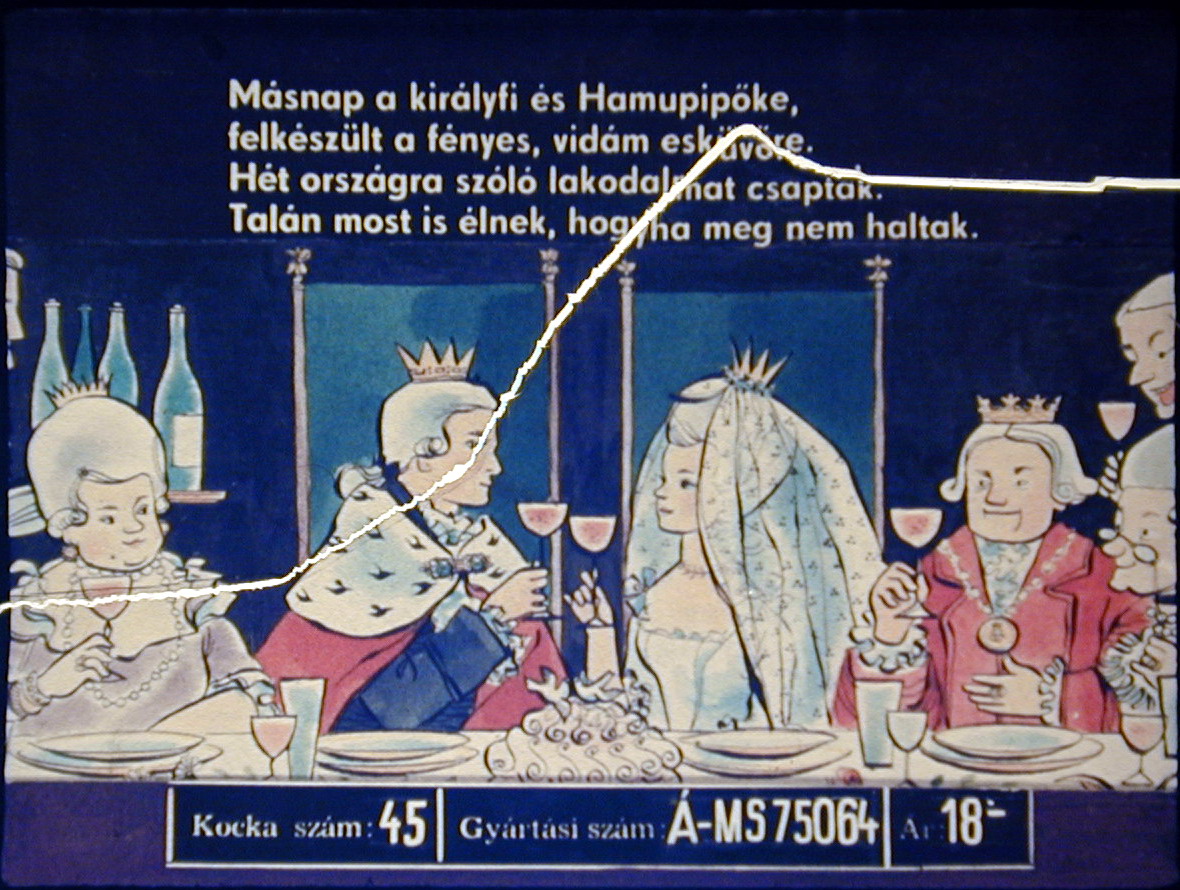 Másnap a királyfi és Hamupipőke,
felkészült a fényes, vidám esküvőre.
Hét országra szóló lakodalmat csaptak.
Talán most is élnek, hogyha meg nem haltak.
Kocka szám: 45 Gyártási szám: Á-MS 75064 Ár: 18-